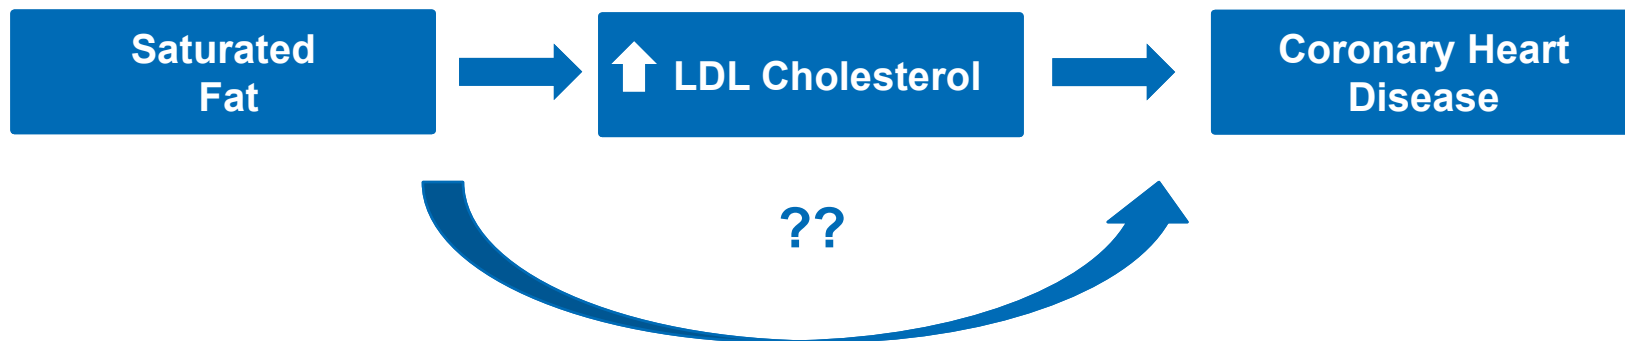 Saturated
Fat
LDL Cholesterol
Coronary Heart
Disease
??